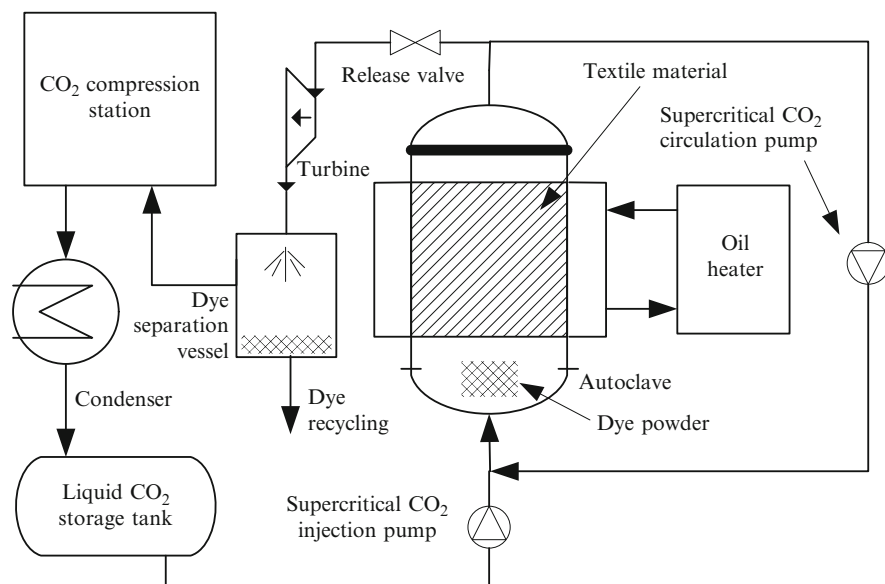 CO₂ compression
station
Release valve
Textile material
Supercritical CO₂
circulation pump
Turbine
Oil
heater
Dye
separation
vessel
Condenser
Dye
recycling
Autoclave
Dye powder
Liquid CO₂
storage tank
Supercritical CO₂
injection pump